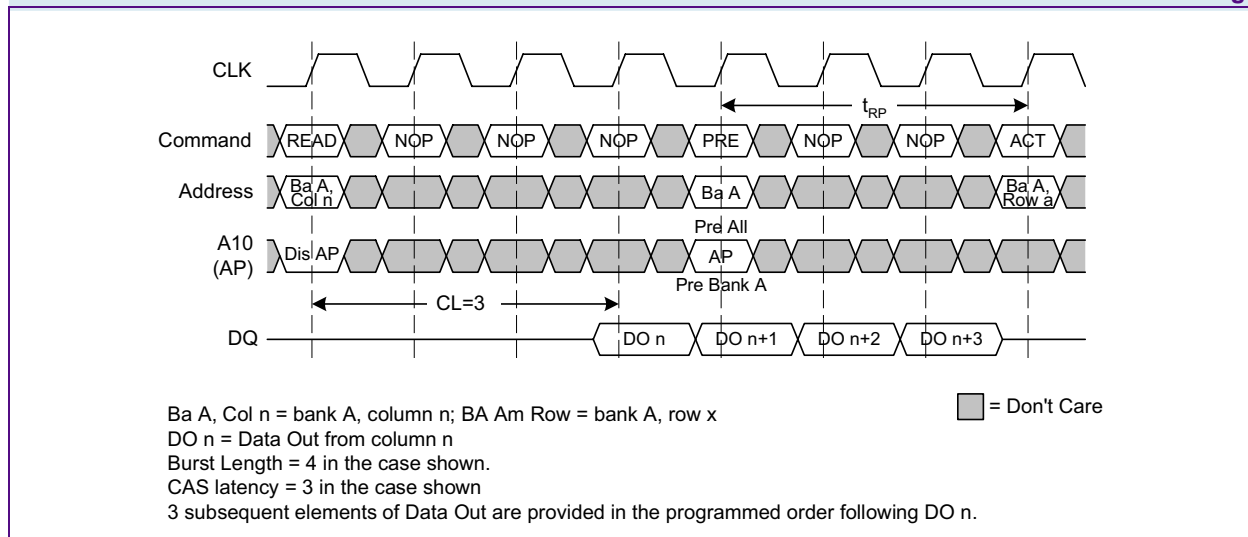 CLK
tRP
Command READ NOP NOP NOP PRE NOP NOP ACT
Address Ba A, Col n Ba A Ba A, Row a
Pre All
A10 (AP) Dis AP AP
Pre Bank A
CL=3
DQ DO n DO n+1 DO n+2 DO n+3
Ba A, Col n = bank A, column n; BA Am Row = bank A, row x
= Don't Care
DO n = Data Out from column n
Burst Length = 4 in the case shown.
CAS latency = 3 in the case shown
3 subsequent elements of Data Out are provided in the programmed order following DO n.